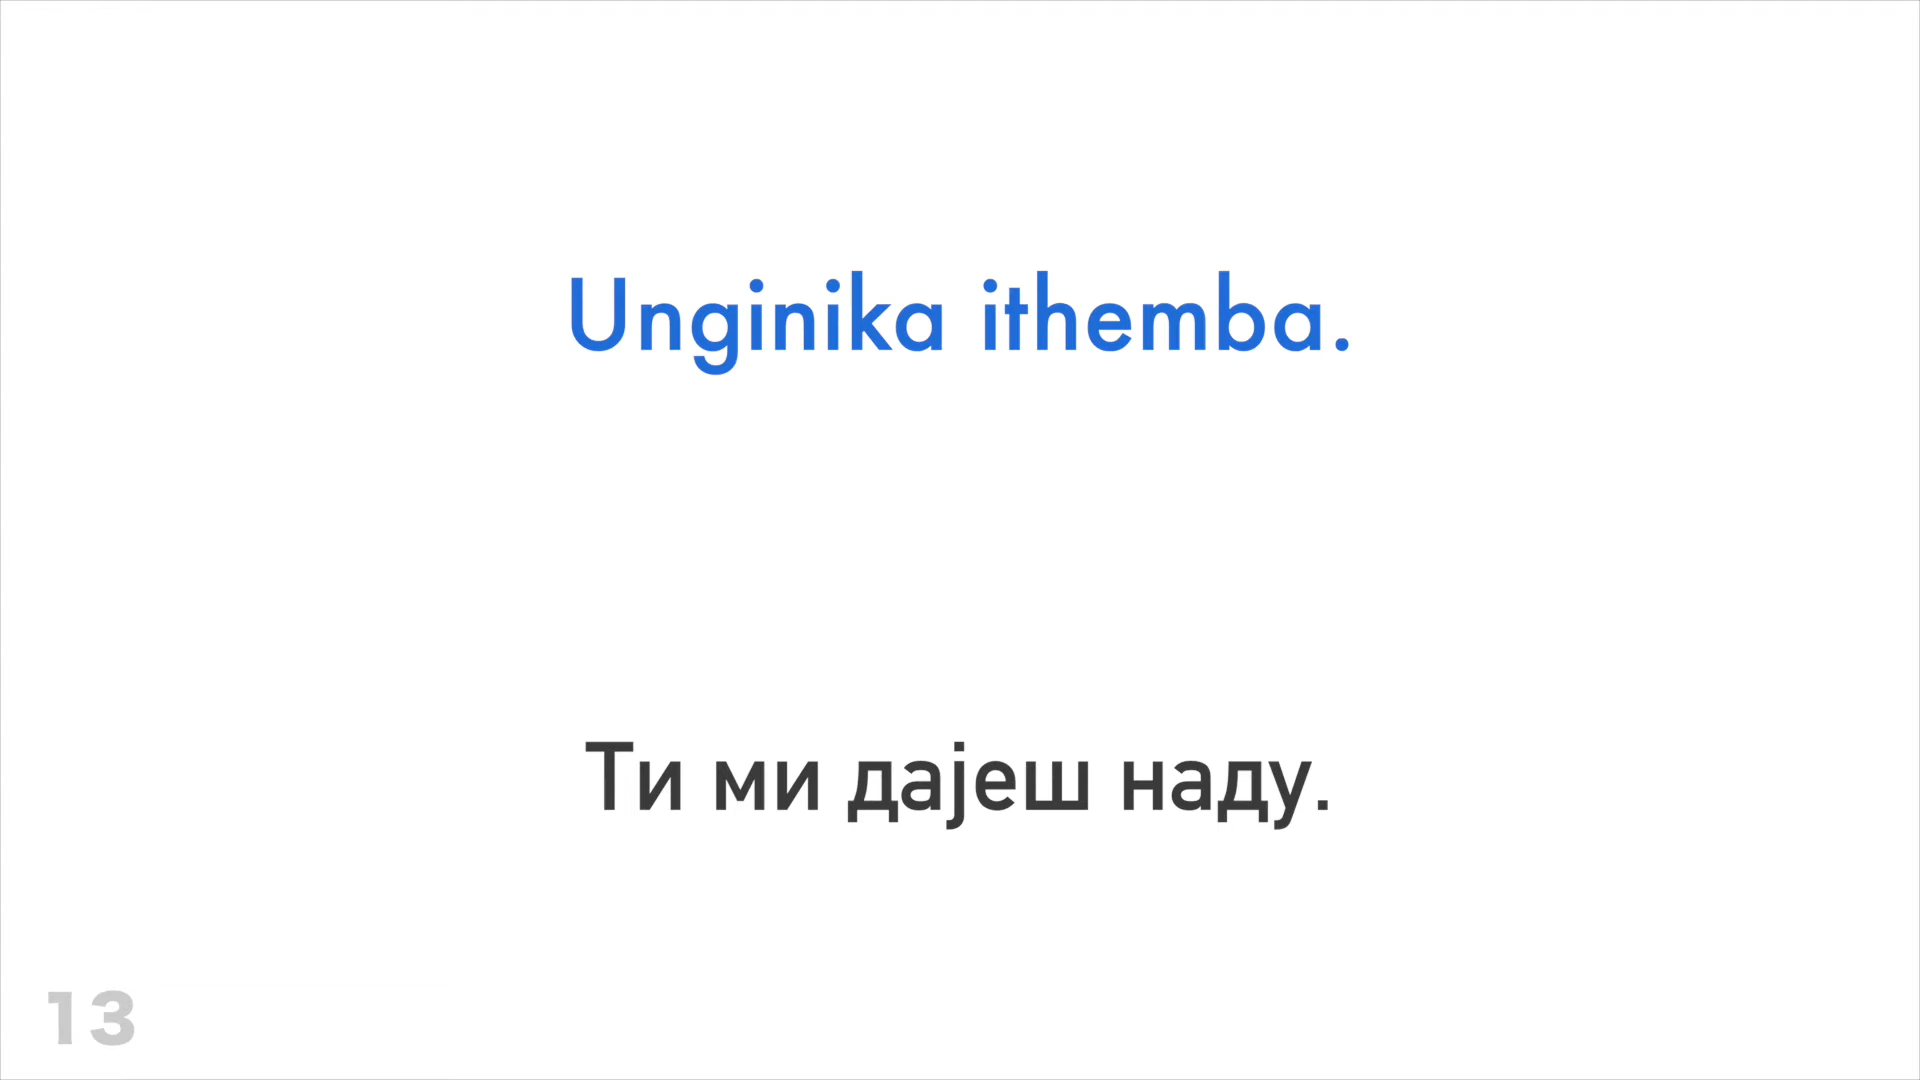 Unginika ithemba.
Ти ми дајеш наду.
13